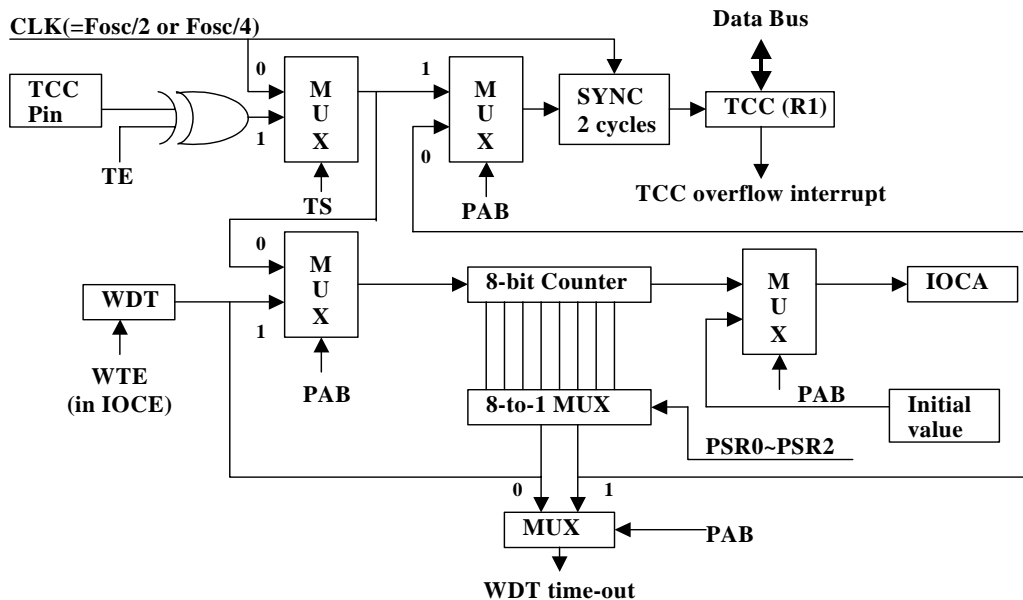 Data Bus
CLK(=Fosc/2 or Fosc/4)
0
1
TCC
Pin
M
U
X
M
U
X
SYNC
2 cycles
TCC (R1)
1
0
TE
TS
PAB
TCC overflow interrupt
0
M
U
X
8-bit Counter
M
U
X
IOCA
WDT
1
WTE
(in IOCE)
PAB
8-to-1 MUX
PAB
Initial
value
PSR0~PSR2
0
1
MUX
PAB
WDT time-out